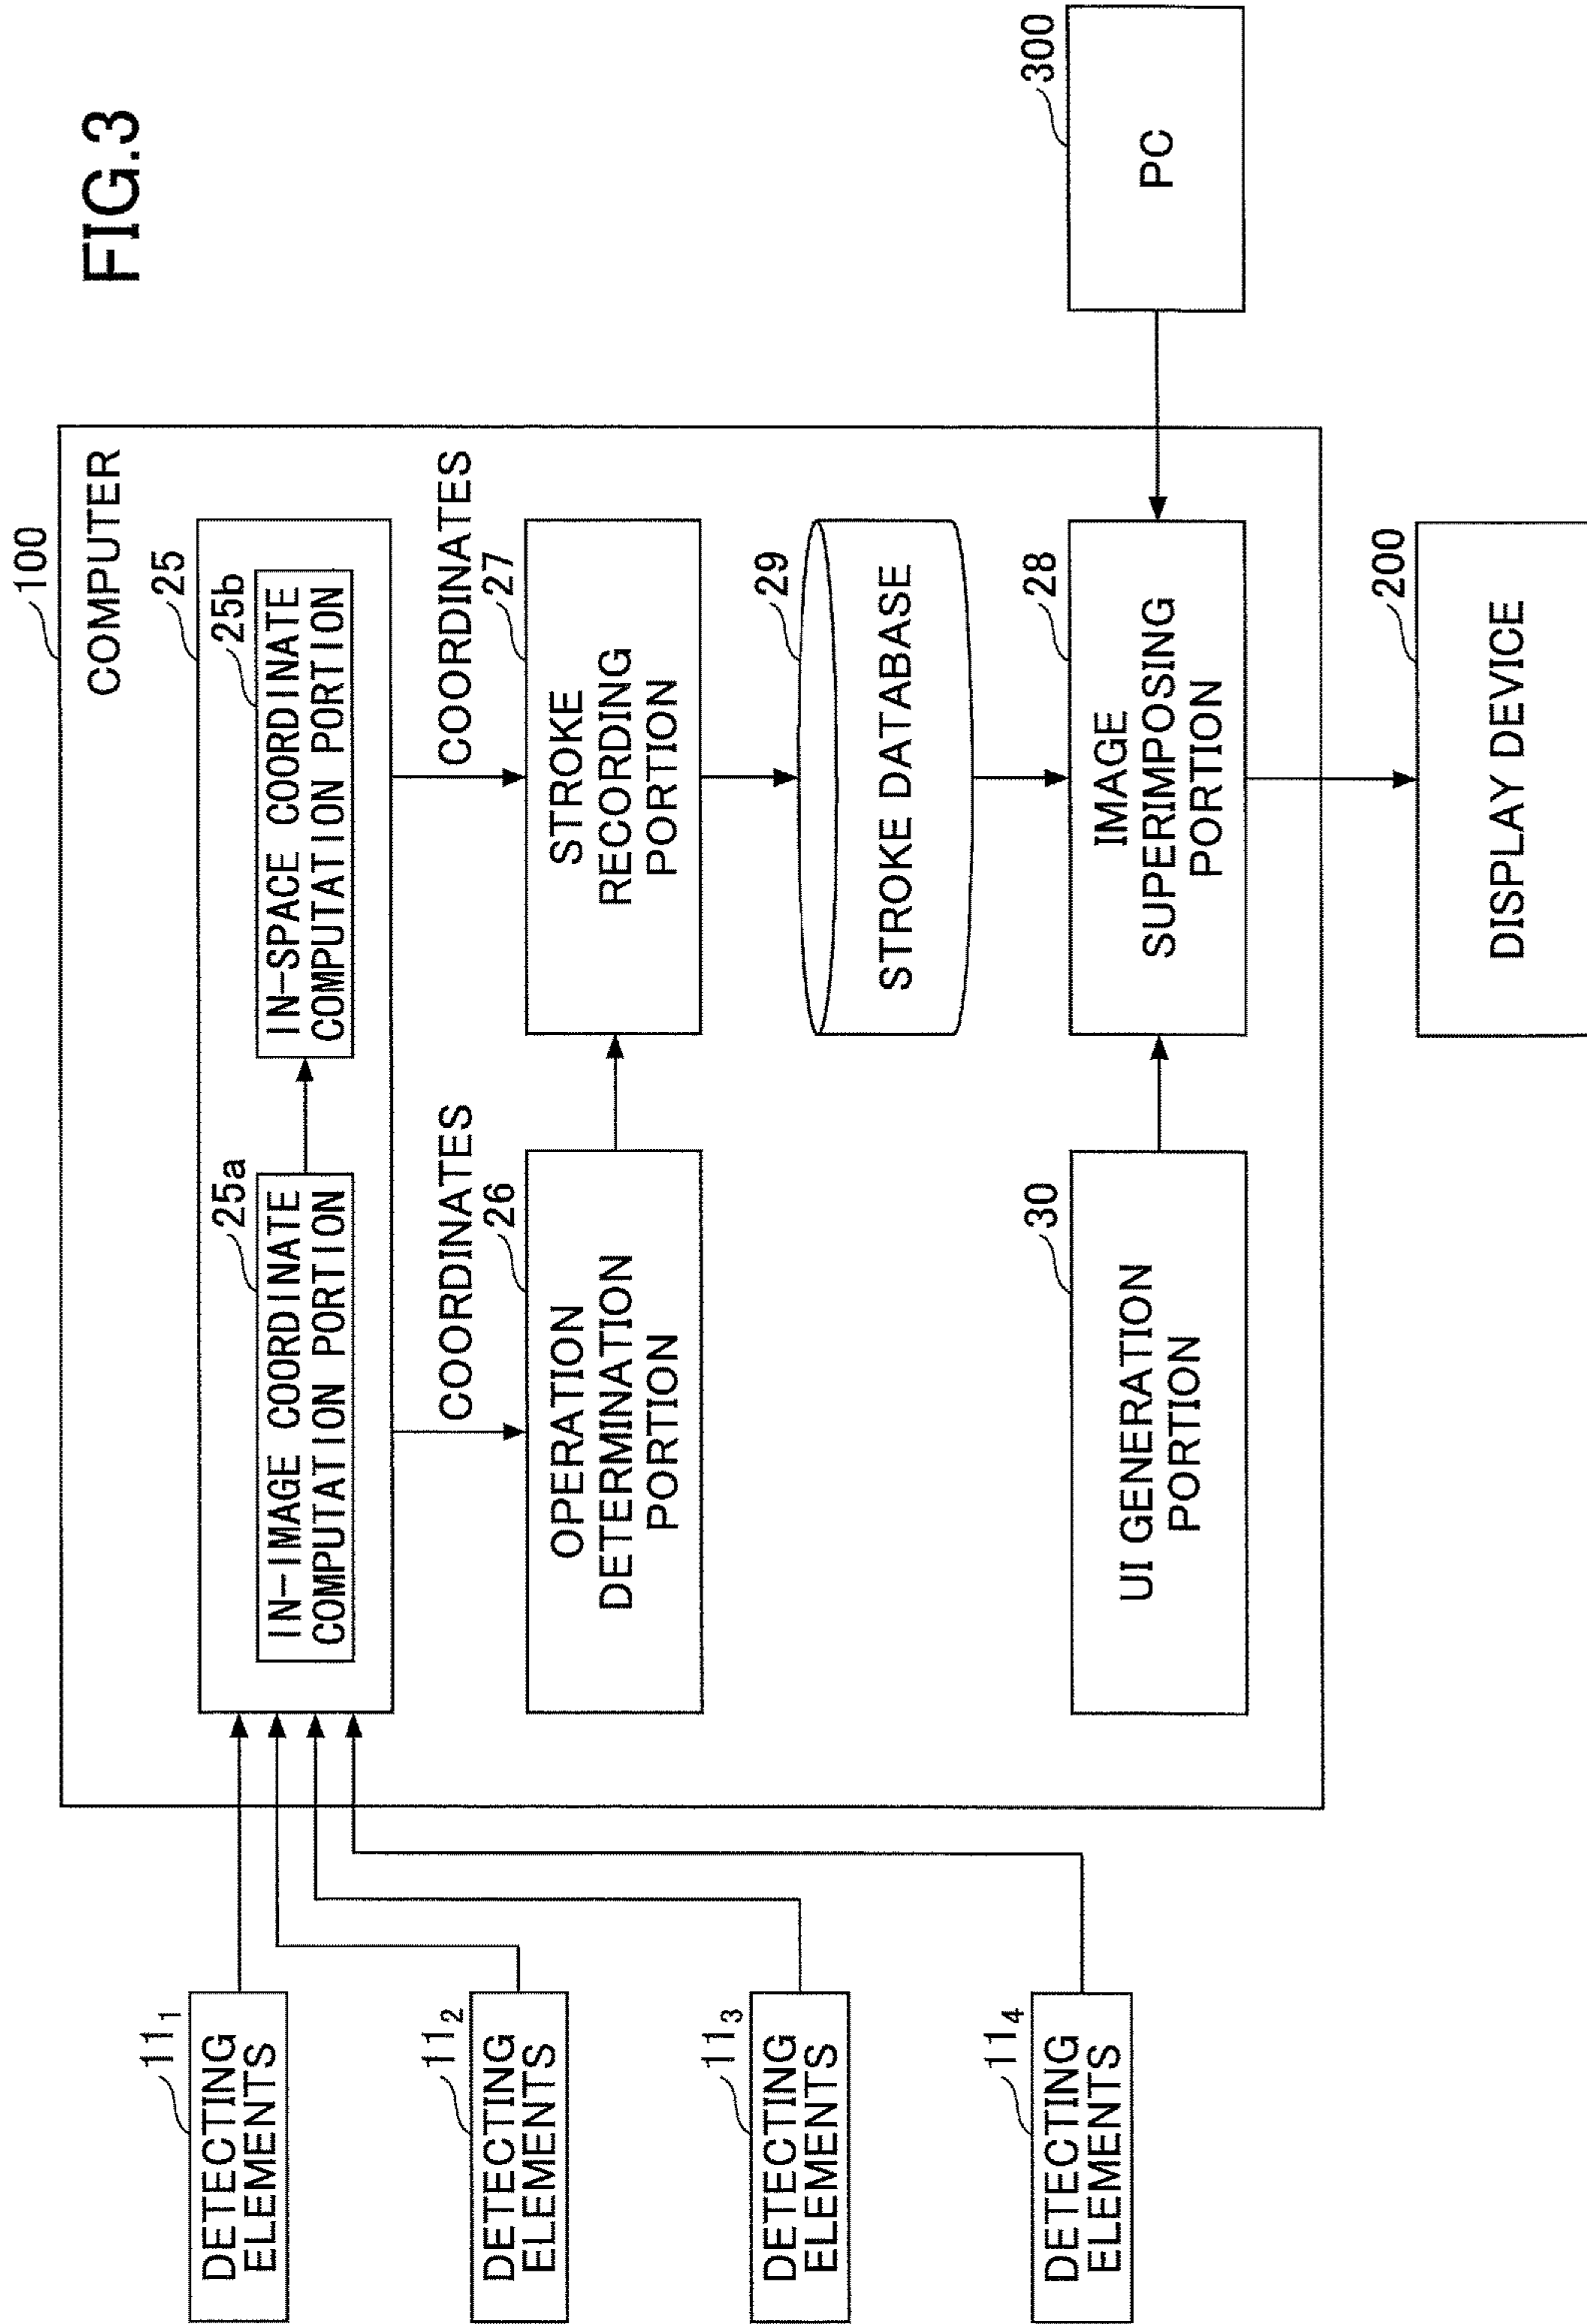 FIG.3
100
COMPUTER
25
25a
IN-IMAGE COORDINATE
COMPUTATION PORTION
25b
IN-SPACE COORDINATE
COMPUTATION PORTION
11₁
DETECTING
ELEMENTS
11₂
DETECTING
ELEMENTS
11₃
DETECTING
ELEMENTS
11₄
DETECTING
ELEMENTS
COORDINATES
COORDINATES
26
OPERATION
DETERMINATION
PORTION
27
STROKE
RECORDING
PORTION
29
STROKE DATABASE
30
UI GENERATION
PORTION
28
IMAGE
SUPERIMPOSING
PORTION
300
PC
200
DISPLAY DEVICE